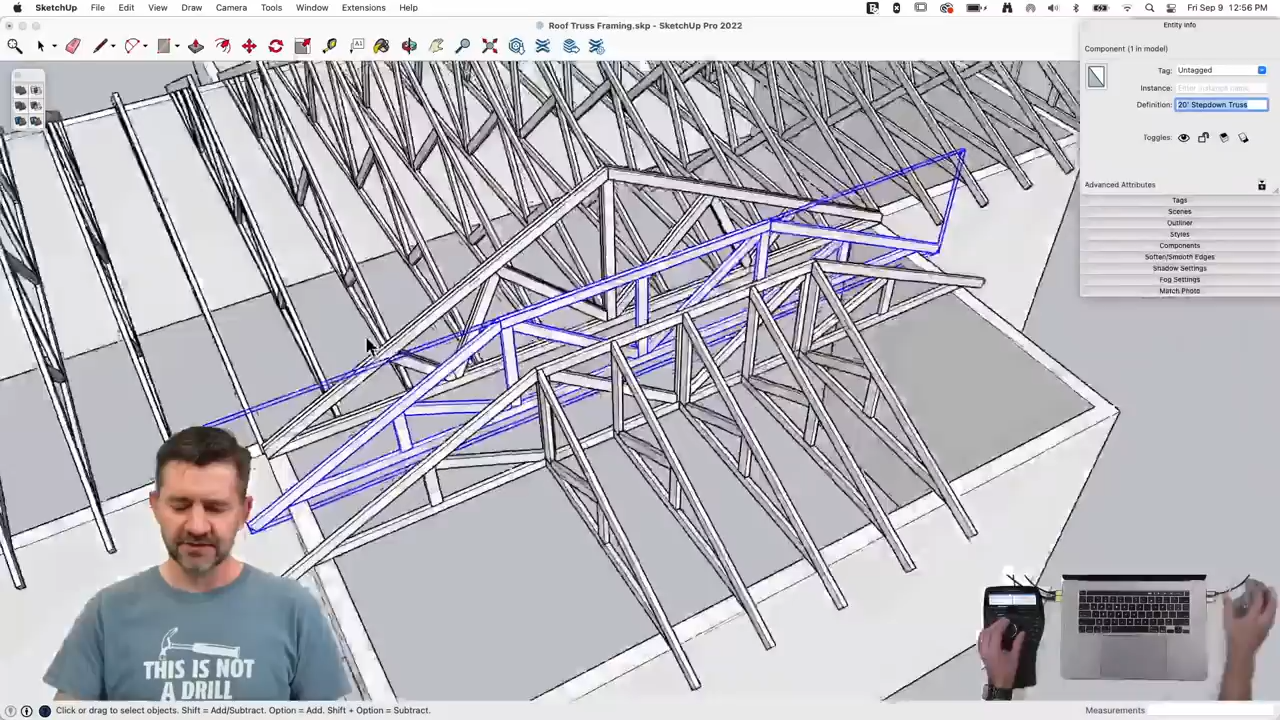 SketchUp File Edit View Draw Camera Tools Window Extensions Help
Fri Sep 9 12:56 PM
Roof Truss Framing.skp - SketchUp Pro 2022
Entity Info
Component (1 in model)
Tag: Untagged
Instance:
Definition: 20' Stepdown Truss
Toggles:
Advanced Attributes
Tags
Scenes
Outliner
Styles
Components
Soften/Smooth Edges
Shadow Settings
Fog Settings
Match Photo
THIS IS NOT
A DRILL
Click or drag to select objects. Shift = Add/Subtract. Option = Add. Shift + Option = Subtract.
Measurements